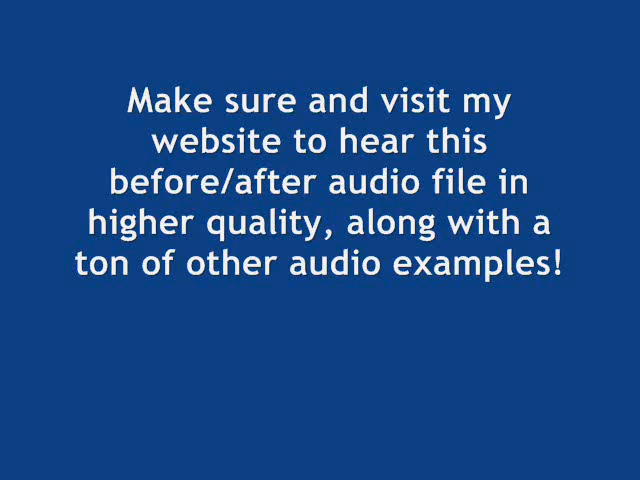 Make sure and visit my
website to hear this
before/after audio file in
higher quality, along with a
ton of other audio examples!